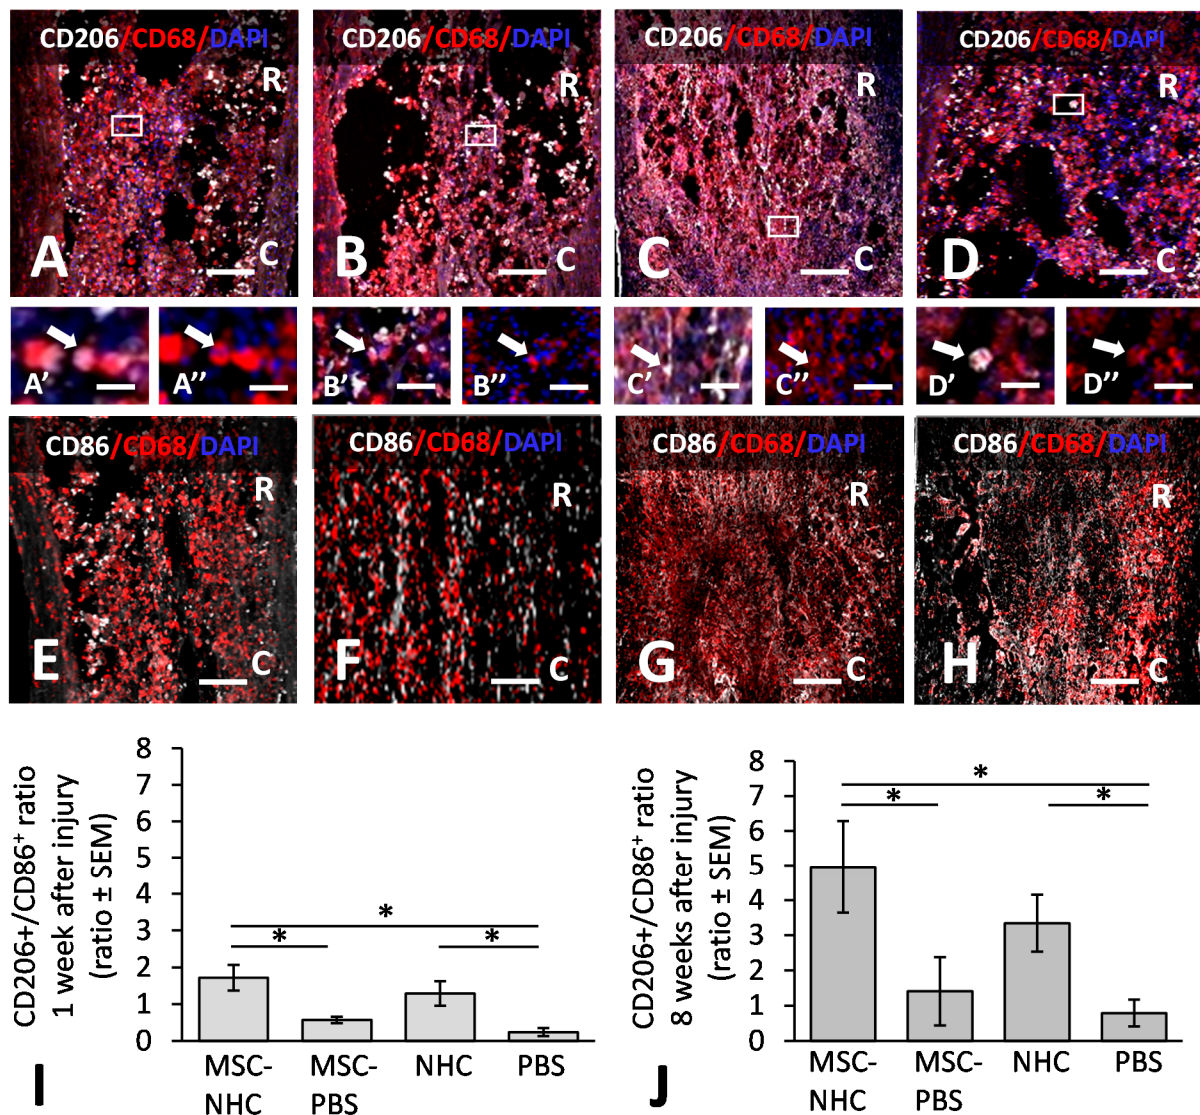 CD206/CD68/DAPI
R
A
C
CD206/CD68/DAPI
R
B
C
CD206/CD68/DAPI
R
C
C
CD206/CD68/DAPI
R
D
C
A'
A''
B'
B''
C'
C''
D'
D''
CD86/CD68/DAPI
R
E
C
CD86/CD68/DAPI
R
F
C
CD86/CD68/DAPI
R
G
C
CD86/CD68/DAPI
R
H
C
CD206+/CD86⁺ ratio
1 week after injury
(ratio ± SEM)
8
7
6
5
4
3
2
1
0
*
*
*
MSC-
NHC
MSC-
PBS
NHC
PBS
I
CD206+/CD86⁺ ratio
8 weeks after injury
(ratio ± SEM)
8
7
6
5
4
3
2
1
0
*
*
*
MSC-
NHC
MSC-
PBS
NHC
PBS
J